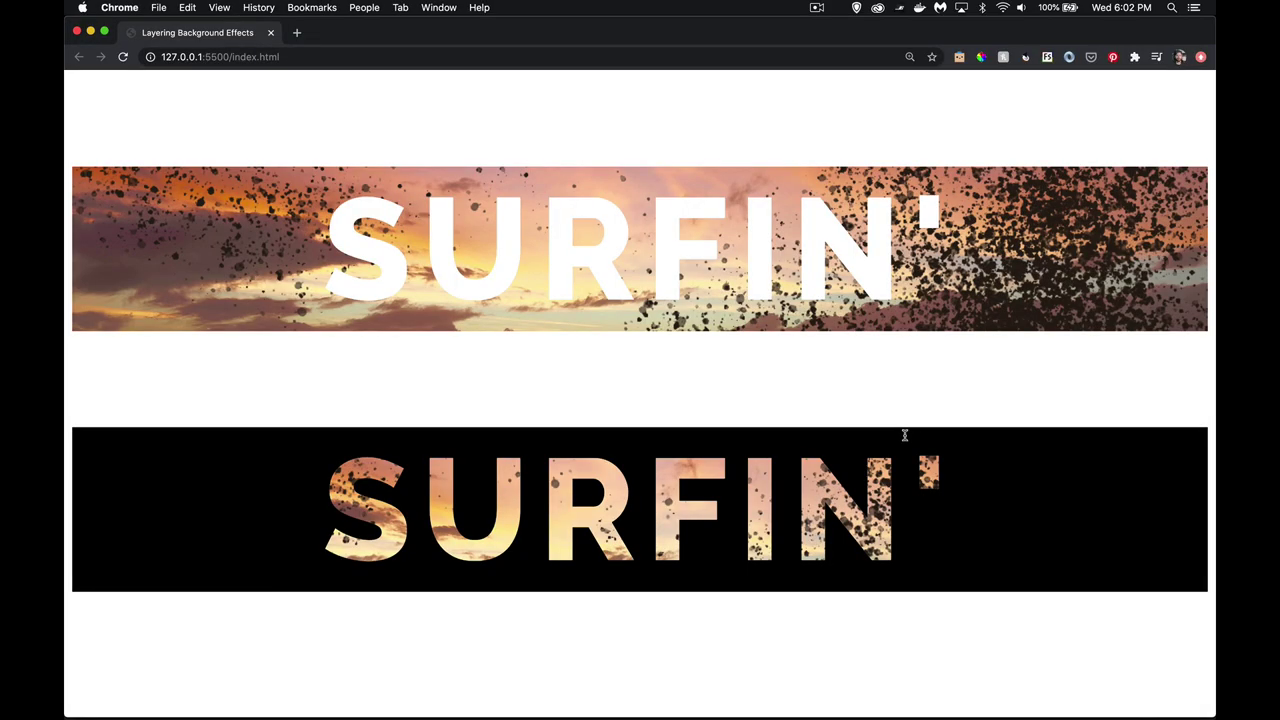 Chrome File Edit View History Bookmarks People Tab Window Help 100% Wed 6:02 PM
Layering Background Effects
127.0.0.1:5500/index.html
SURFIN'
SURFIN'